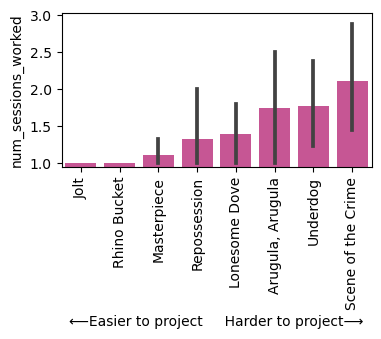 num_sessions_worked
3.0
2.5
2.0
1.5
1.0
Jolt
Rhino Bucket
Masterpiece
Repossession
Lonesome Dove
Arugula, Arugula
Underdog
Scene of the Crime
⟵Easier to project Harder to project⟶